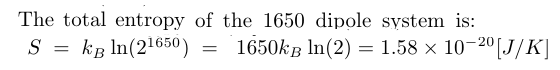 The total entropy of the 1650 dipole system is:
S = k_B ln(2^{1650}) = 1650k_B ln(2) = 1.58 × 10^{-20}[J/K]